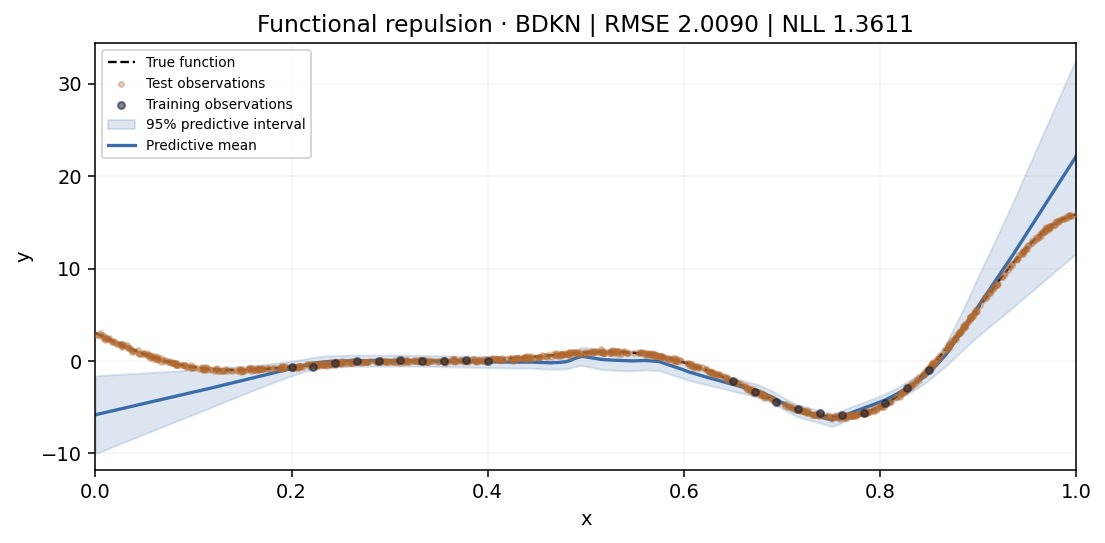 Functional repulsion · BDKN | RMSE 2.0090 | NLL 1.3611
True function
Test observations
Training observations
95% predictive interval
Predictive mean
30
20
10
0
−10
y
0.0 0.2 0.4 0.6 0.8 1.0
x